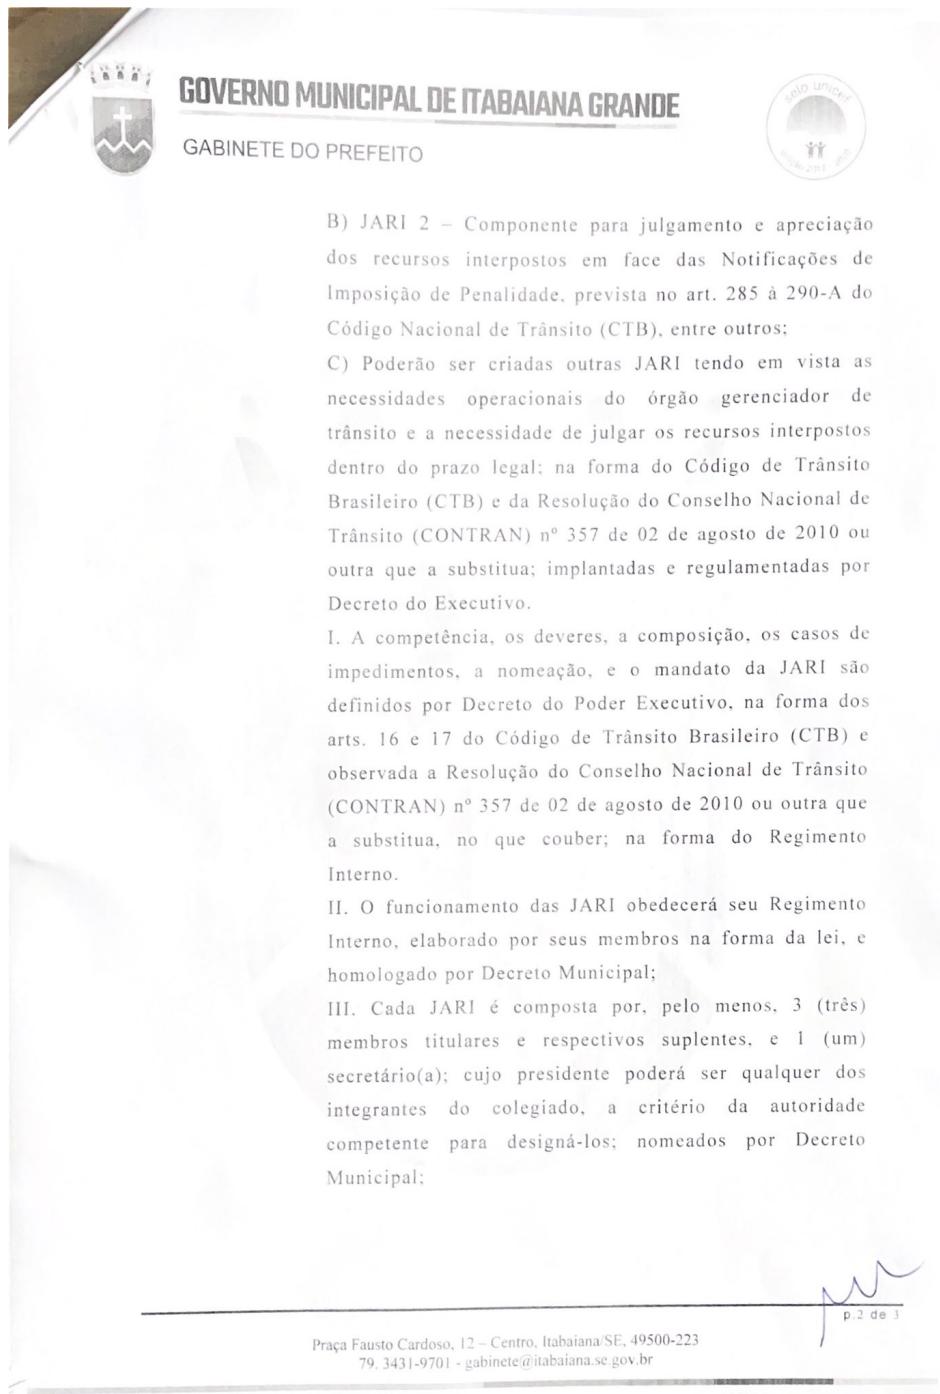 GOVERNO MUNICIPAL DE ITABAIANA GRANDE
GABINETE DO PREFEITO
selo unicef
B) JARI 2 – Componente para julgamento e apreciação
dos recursos interpostos em face das Notificações de
Imposição de Penalidade, prevista no art. 285 à 290-A do
Código Nacional de Trânsito (CTB), entre outros;
C) Poderão ser criadas outras JARI tendo em vista as
necessidades operacionais do órgão gerenciador de
trânsito e a necessidade de julgar os recursos interpostos
dentro do prazo legal; na forma do Código de Trânsito
Brasileiro (CTB) e da Resolução do Conselho Nacional de
Trânsito (CONTRAN) nº 357 de 02 de agosto de 2010 ou
outra que a substitua; implantadas e regulamentadas por
Decreto do Executivo.
I. A competência, os deveres, a composição, os casos de
impedimentos, a nomeação, e o mandato da JARI são
definidos por Decreto do Poder Executivo, na forma dos
arts. 16 e 17 do Código de Trânsito Brasileiro (CTB) e
observada a Resolução do Conselho Nacional de Trânsito
(CONTRAN) nº 357 de 02 de agosto de 2010 ou outra que
a substitua, no que couber; na forma do Regimento
Interno.
II. O funcionamento das JARI obedecerá seu Regimento
Interno, elaborado por seus membros na forma da lei, e
homologado por Decreto Municipal;
III. Cada JARI é composta por, pelo menos, 3 (três)
membros titulares e respectivos suplentes, e 1 (um)
secretário(a); cujo presidente poderá ser qualquer dos
integrantes do colegiado, a critério da autoridade
competente para designá-los; nomeados por Decreto
Municipal;
p.2 de 3
Praça Fausto Cardoso, 12 – Centro, Itabaiana/SE, 49500-223
79. 3431-9701 - gabinete@itabaiana.se.gov.br